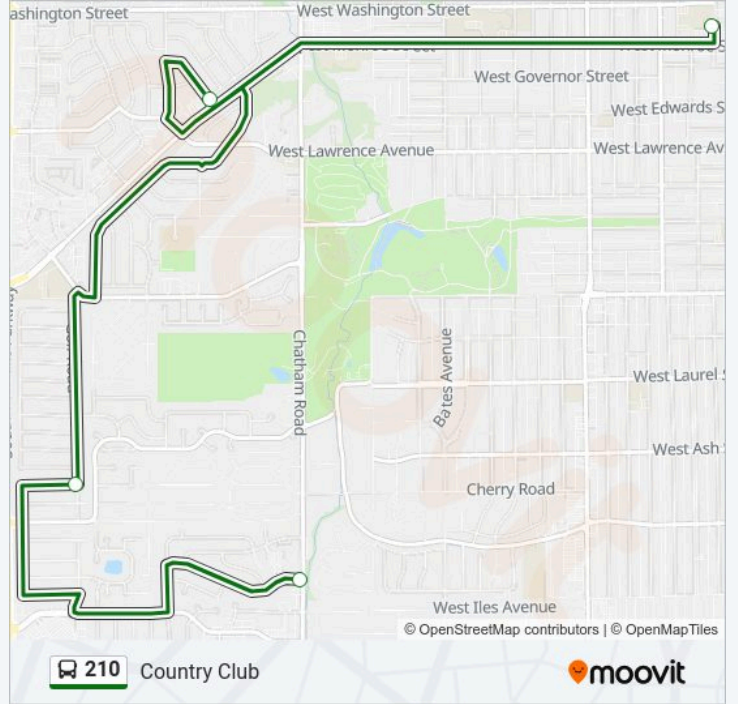 ashington Street
West Washington Street
West Governor Street
West Edwards S
West Lawrence Avenue
West Lawrence Av
Chatham Road
Bates Avenue
West Laurel
West Ash
Cherry Road
West Iles Avenue
© OpenStreetMap contributors | © OpenMapTiles
210 Country Club
moovit